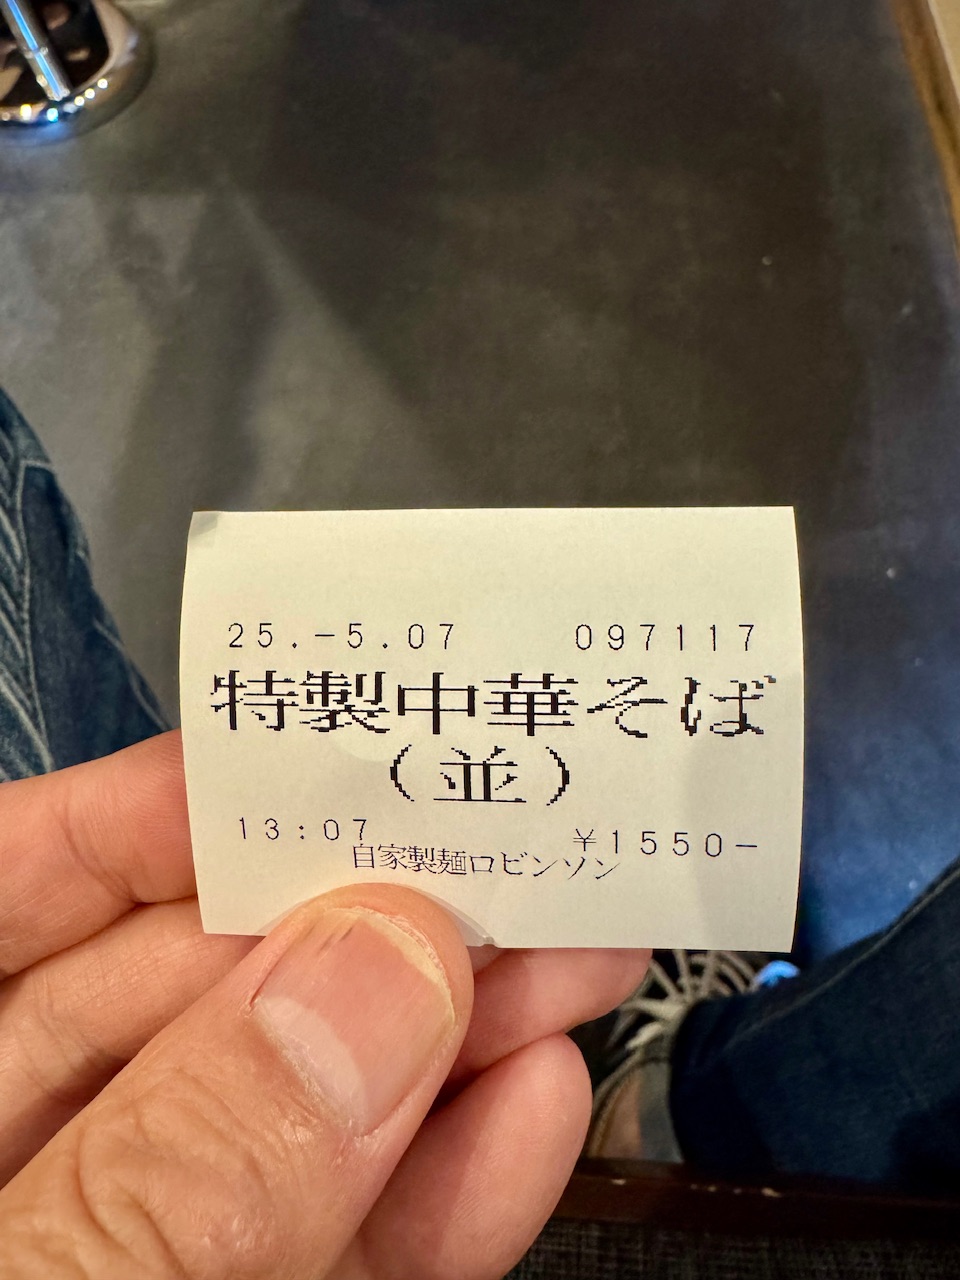 25.-5.07 097117
特製中華そば
(並)
13:07 ¥1550-
自家製麺ロビンソン